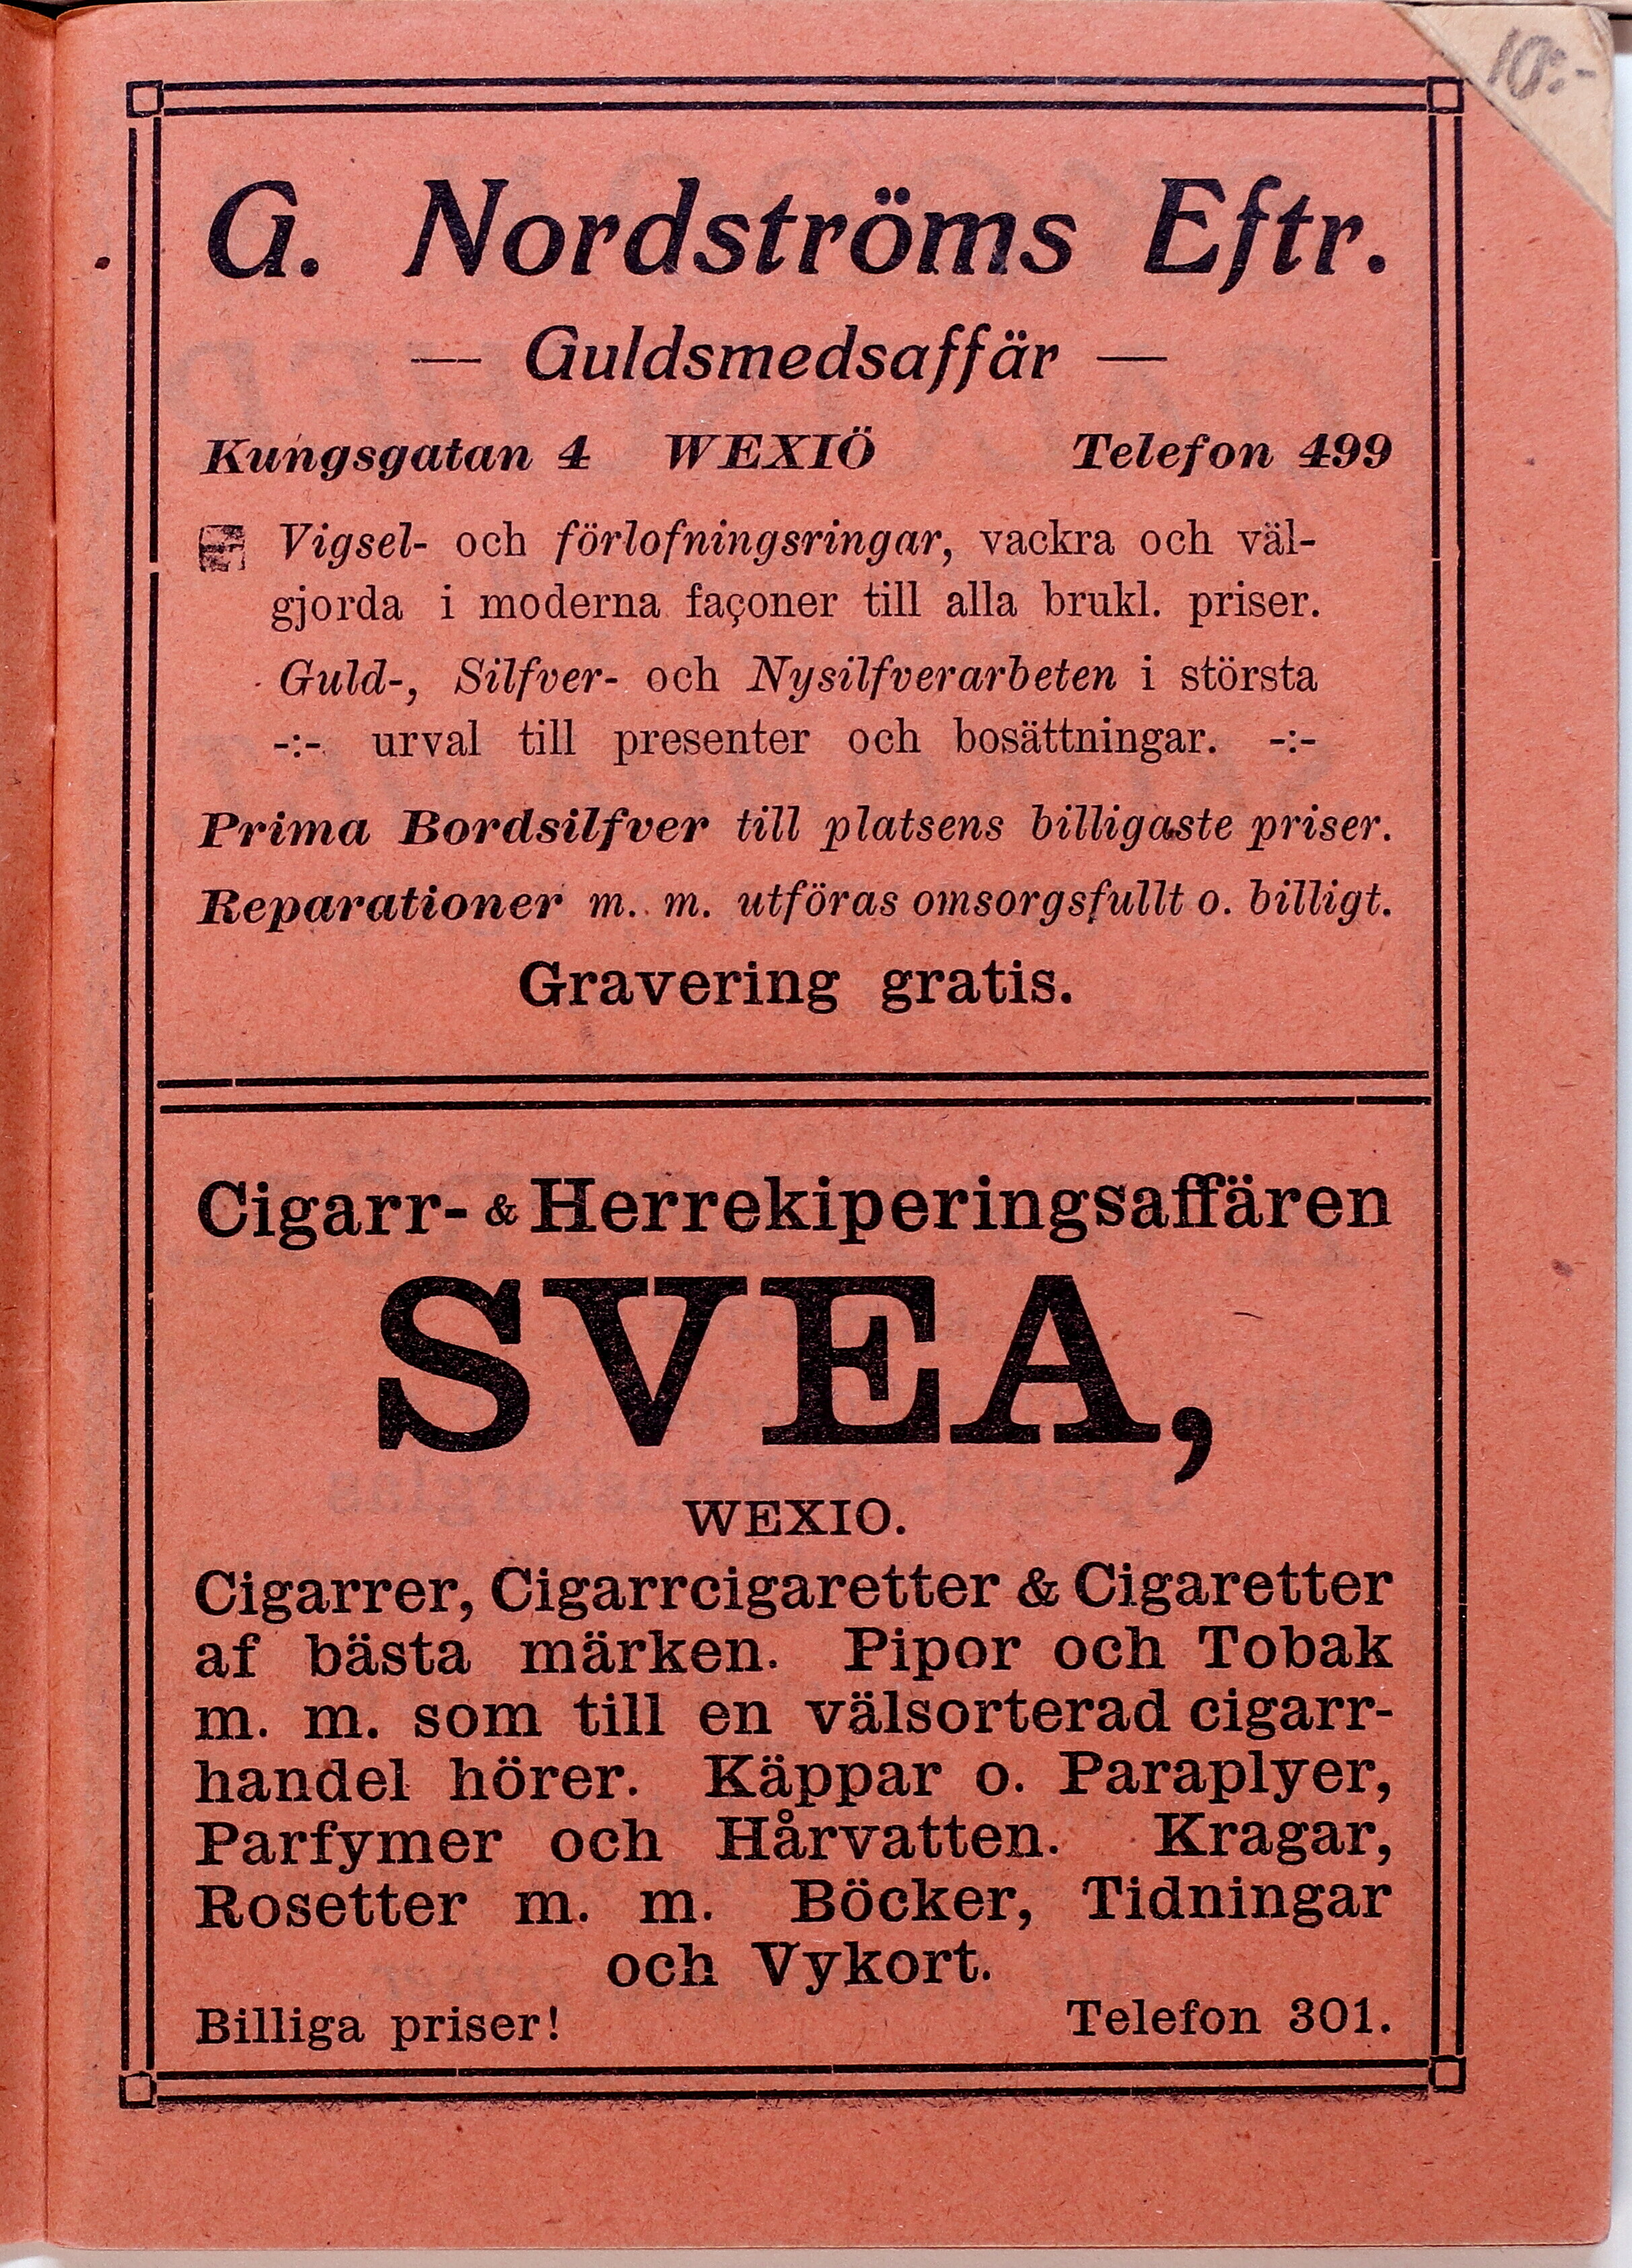 10:-
G. Nordströms Eftr.
— Guldsmedsaffär —
Kungsgatan 4 WEXIÖ Telefon 499
Vigsel- och förlofningsringar, vackra och väl-
gjorda i moderna façoner till alla brukl. priser.
Guld-, Silfver- och Nysilfverarbeten i största
-:- urval till presenter och bosättningar. -:-
Prima Bordsilfver till platsens billigaste priser.
Reparationer m. m. utföras omsorgsfullt o. billigt.
Gravering gratis.
Cigarr- & Herrekiperingsaffären
SVEA,
WEXIO.
Cigarrer, Cigarrcigaretter & Cigaretter
af bästa märken. Pipor och Tobak
m. m. som till en välsorterad cigarr-
handel hörer. Käppar o. Paraplyer,
Parfymer och Hårvatten. Kragar,
Rosetter m. m. Böcker, Tidningar
och Vykort.
Billiga priser! Telefon 301.